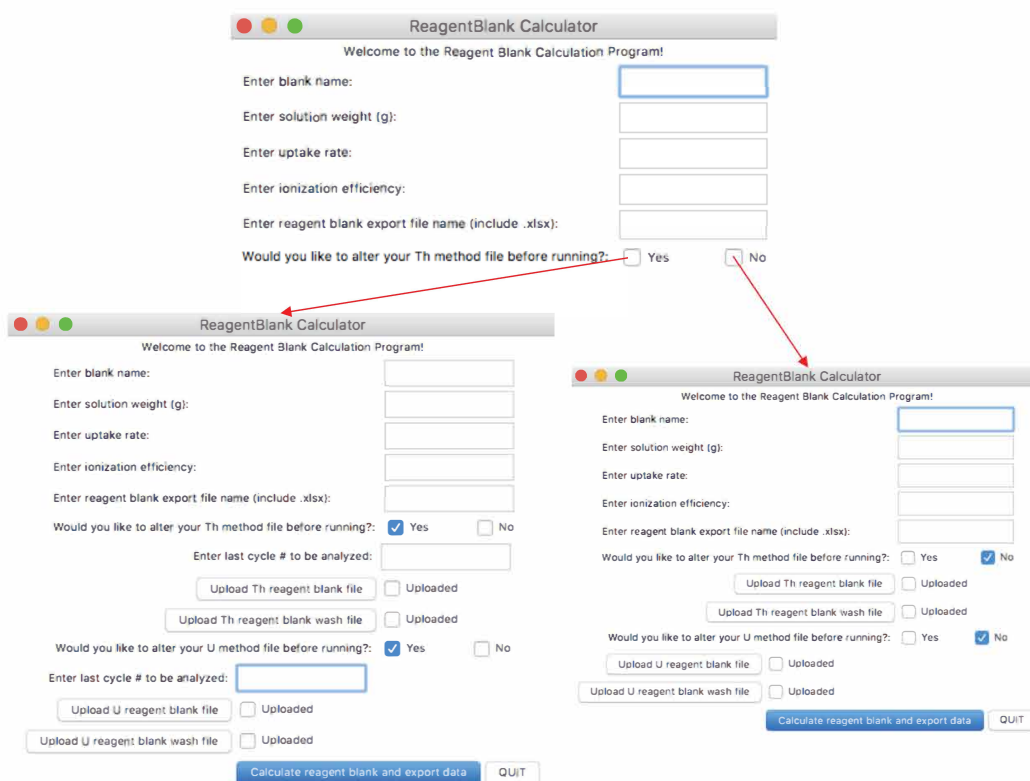 ReagentBlank Calculator
Welcome to the Reagent Blank Calculation Program!
Enter blank name:
Enter solution weight (g):
Enter uptake rate:
Enter ionization efficiency:
Enter reagent blank export file name (include .xlsx):
Would you like to alter your Th method file before running?: Yes No
ReagentBlank Calculator
Welcome to the Reagent Blank Calculation Program!
Enter blank name:
Enter solution weight (g):
Enter uptake rate:
Enter ionization efficiency:
Enter reagent blank export file name (include .xlsx):
Would you like to alter your Th method file before running?: Yes No
Enter last cycle # to be analyzed:
Upload Th reagent blank file Uploaded
Upload Th reagent blank wash file Uploaded
Would you like to alter your U method file before running?: Yes No
Enter last cycle # to be analyzed:
Upload U reagent blank file Uploaded
Upload U reagent blank wash file Uploaded
Calculate reagent blank and export data QUIT
ReagentBlank Calculator
Welcome to the Reagent Blank Calculation Program!
Enter blank name:
Enter solution weight (g):
Enter uptake rate:
Enter ionization efficiency:
Enter reagent blank export file name (include .xlsx):
Would you like to alter your Th method file before running?: Yes No
Upload Th reagent blank file Uploaded
Upload Th reagent blank wash file Uploaded
Would you like to alter your U method file before running?: Yes No
Upload U reagent blank file Uploaded
Upload U reagent blank wash file Uploaded
Calculate reagent blank and export data QUIT